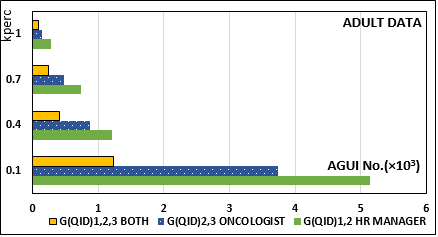 ADULT DATA
kperc
1
0.7
0.4
0.1
AGUI No.(×10³)
0 1 2 3 4 5 6
G(QID)1,2,3 BOTH G(QID)2,3 ONCOLOGIST G(QID)1,2 HR MANAGER